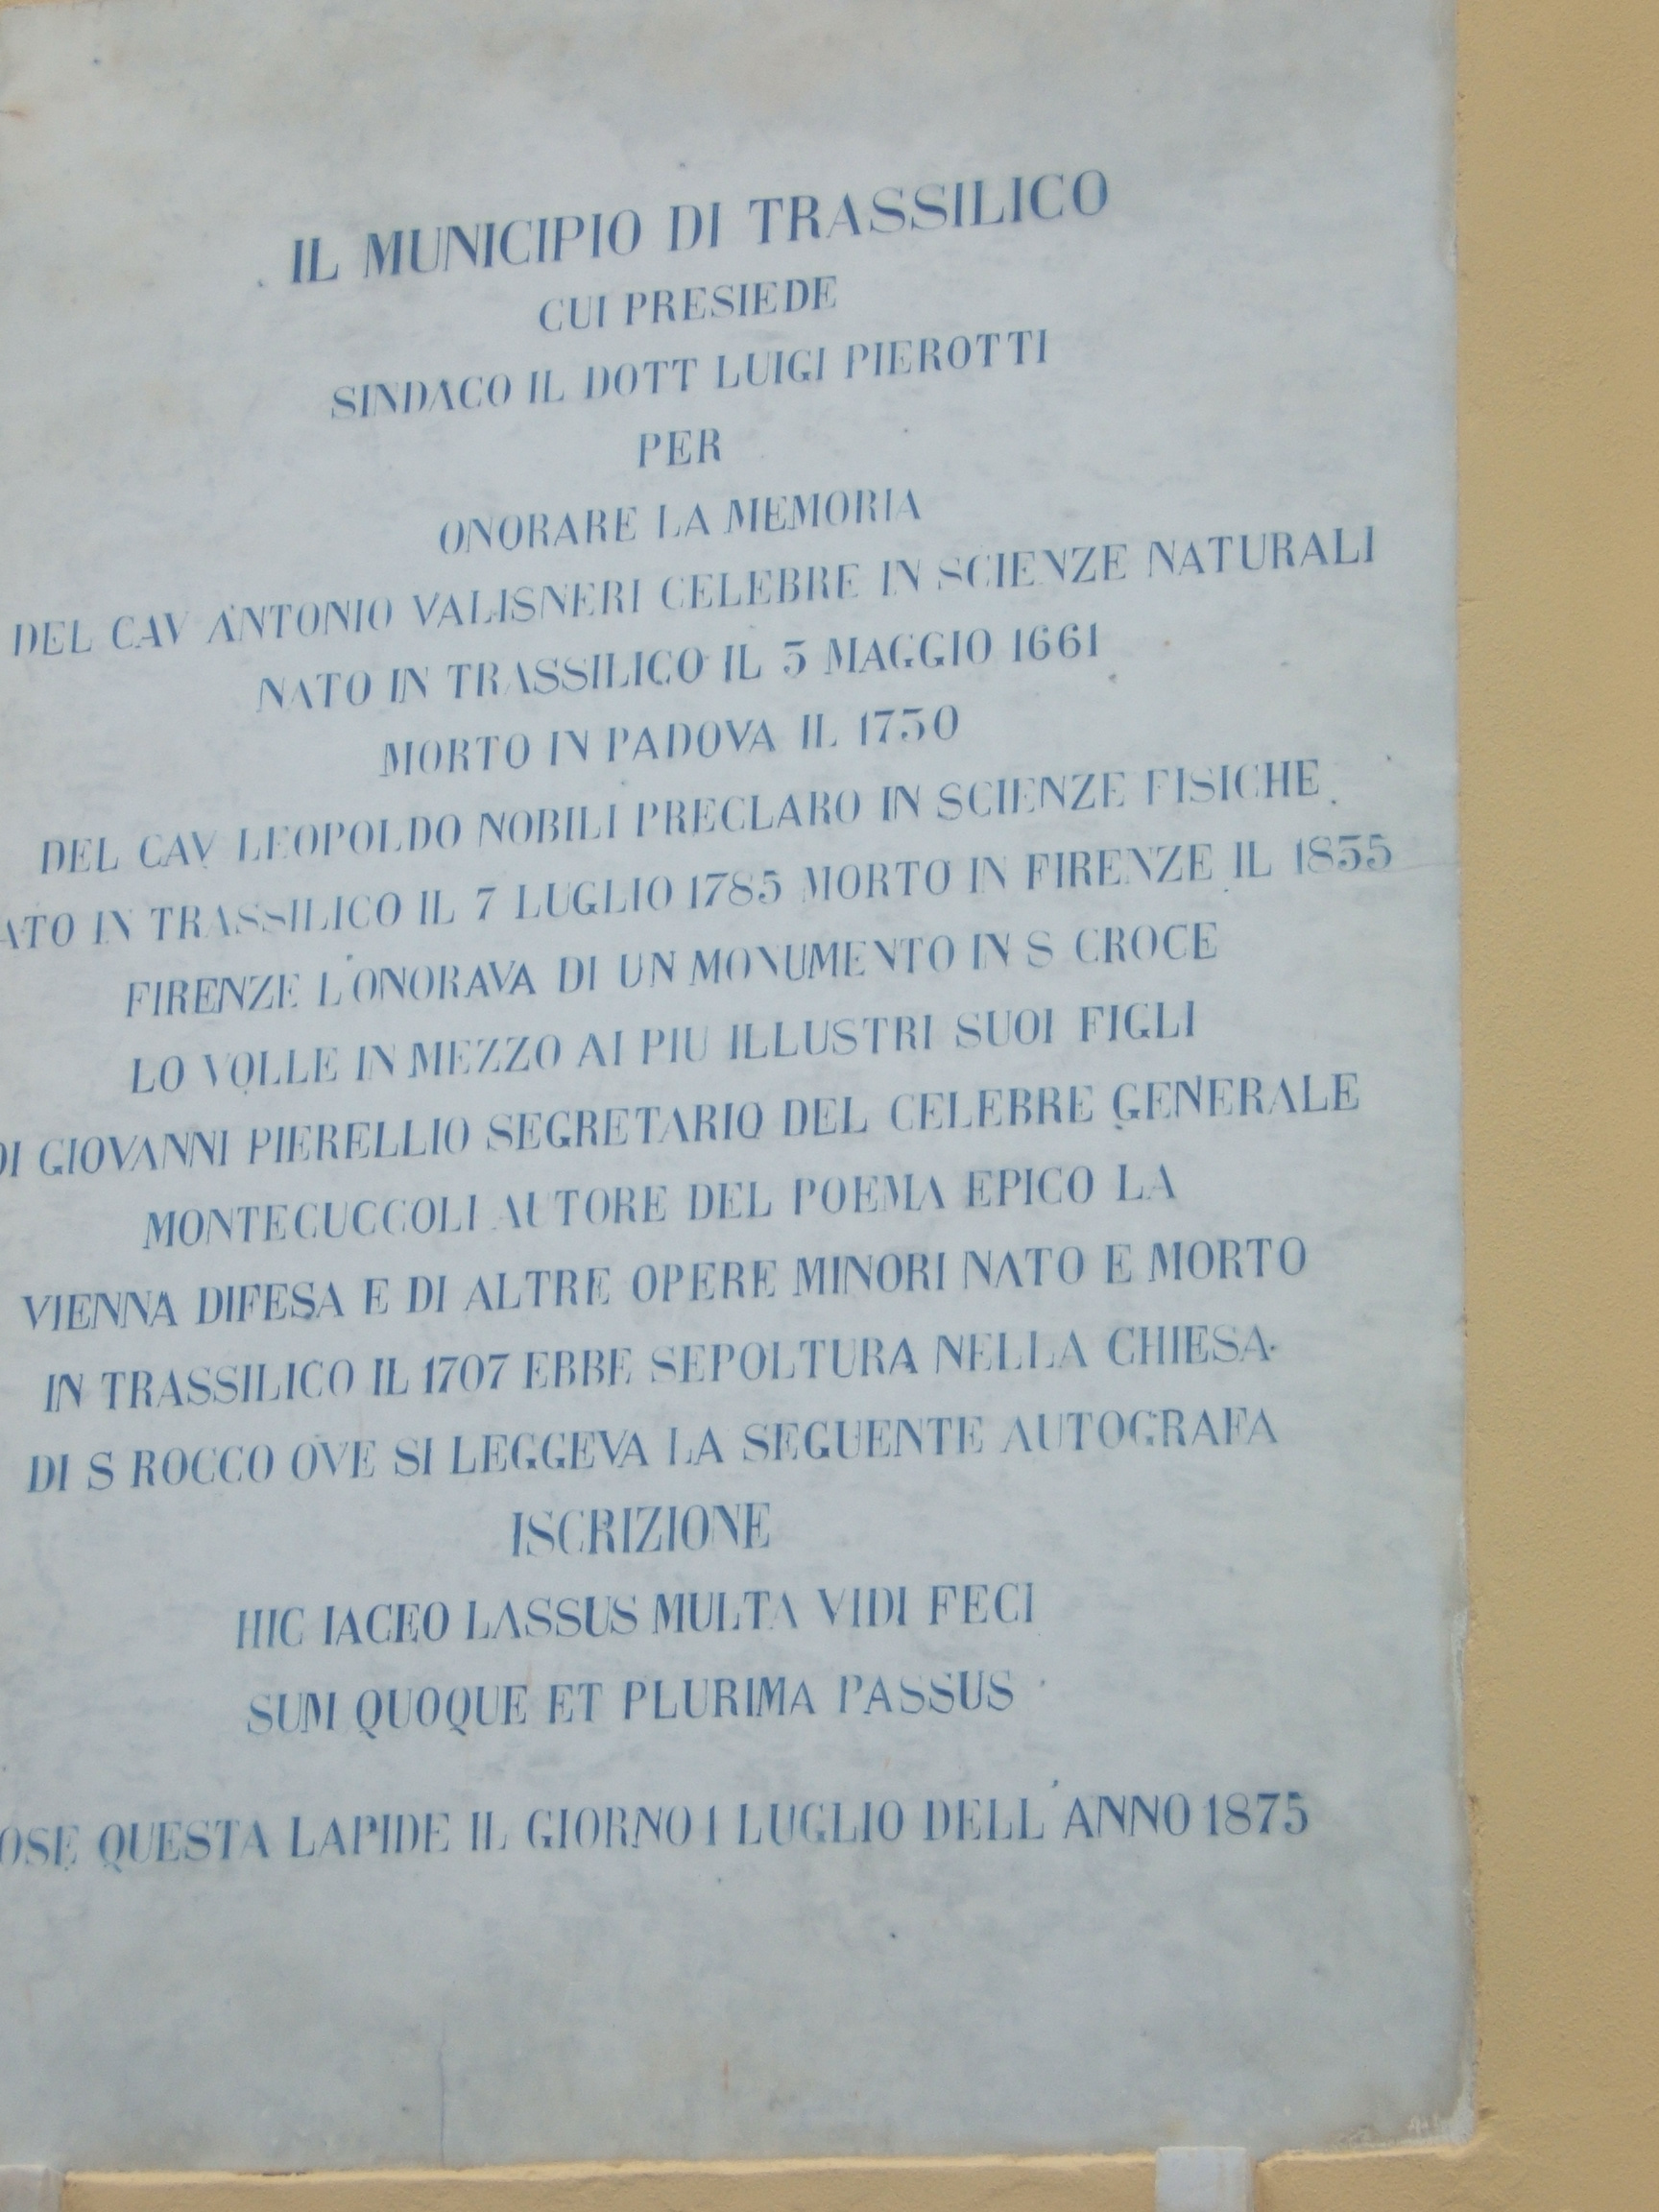 IL MUNICIPIO DI TRASSILICO
CUI PRESIEDE
SINDACO IL DOTT LUIGI PIEROTTI
PER
ONORARE LA MEMORIA
DEL CAV ANTONIO VALISNERI CELEBRE IN SCIENZE NATURALI
NATO IN TRASSILICO IL 3 MAGGIO 1661
MORTO IN PADOVA IL 1730
DEL CAV LEOPOLDO NOBILI PRECLARO IN SCIENZE FISICHE
ATO IN TRASSILICO IL 7 LUGLIO 1785 MORTO IN FIRENZE IL 1835
FIRENZE L'ONORAVA DI UN MONUMENTO IN S CROCE
LO VOLLE IN MEZZO AI PIU ILLUSTRI SUOI FIGLI
DI GIOVANNI PIERELLIO SEGRETARIO DEL CELEBRE GENERALE
MONTECUCCOLI AUTORE DEL POEMA EPICO LA
VIENNA DIFESA E DI ALTRE OPERE MINORI NATO E MORTO
IN TRASSILICO IL 1707 EBBE SEPOLTURA NELLA CHIESA
DI S ROCCO OVE SI LEGGEVA LA SEGUENTE AUTOGRAFA
ISCRIZIONE
HIC IACEO LASSUS MULTA VIDI FECI
SUM QUOQUE ET PLURIMA PASSUS
OSE QUESTA LAPIDE IL GIORNO 1 LUGLIO DELL'ANNO 1875